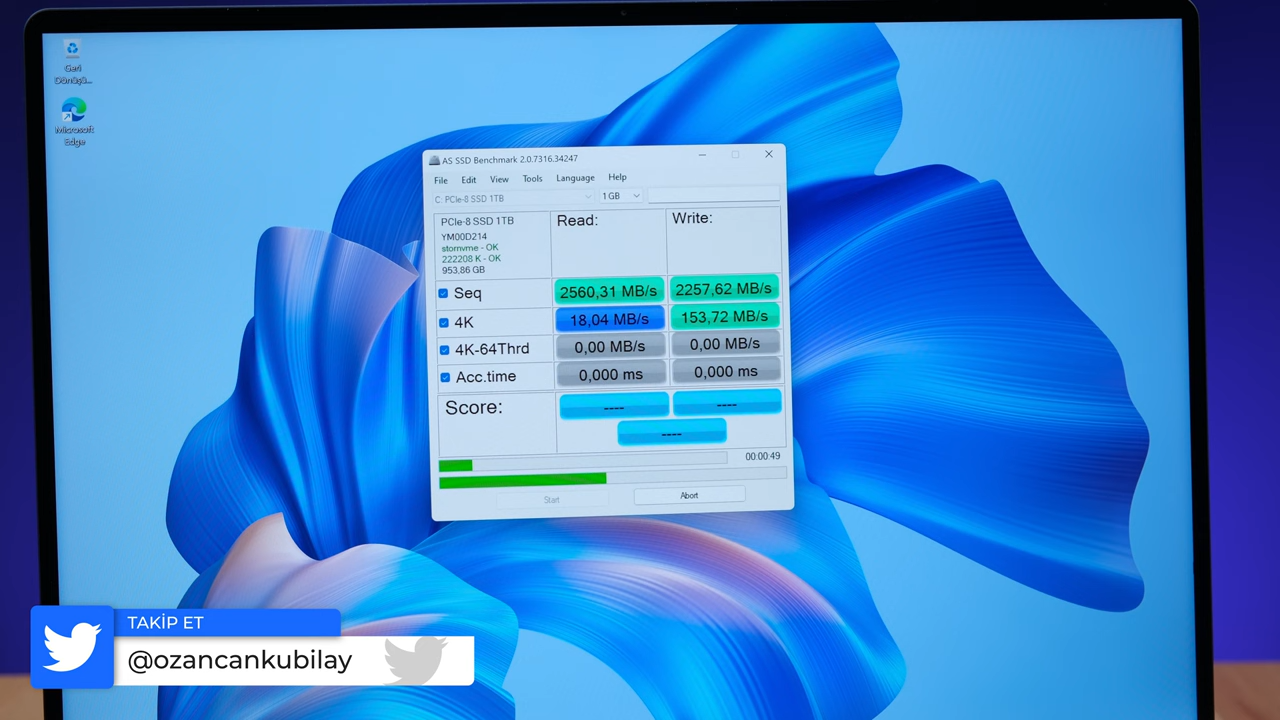 Geri
Dönüşü...
Microsoft
Edge
AS SSD Benchmark 2.0.7316.34247
File Edit View Tools Language Help
C: PCIe-8 SSD 1TB 1 GB
PCIe-8 SSD 1TB
YM00D214
stornvme - OK
222208 K - OK
953,86 GB
Read: Write:
Seq 2560,31 MB/s 2257,62 MB/s
4K 18,04 MB/s 153,72 MB/s
4K-64Thrd 0,00 MB/s 0,00 MB/s
Acc.time 0,000 ms 0,000 ms
Score: ---- ----
----
00:00:49
Start Abort
TAKİP ET
@ozancankubilay